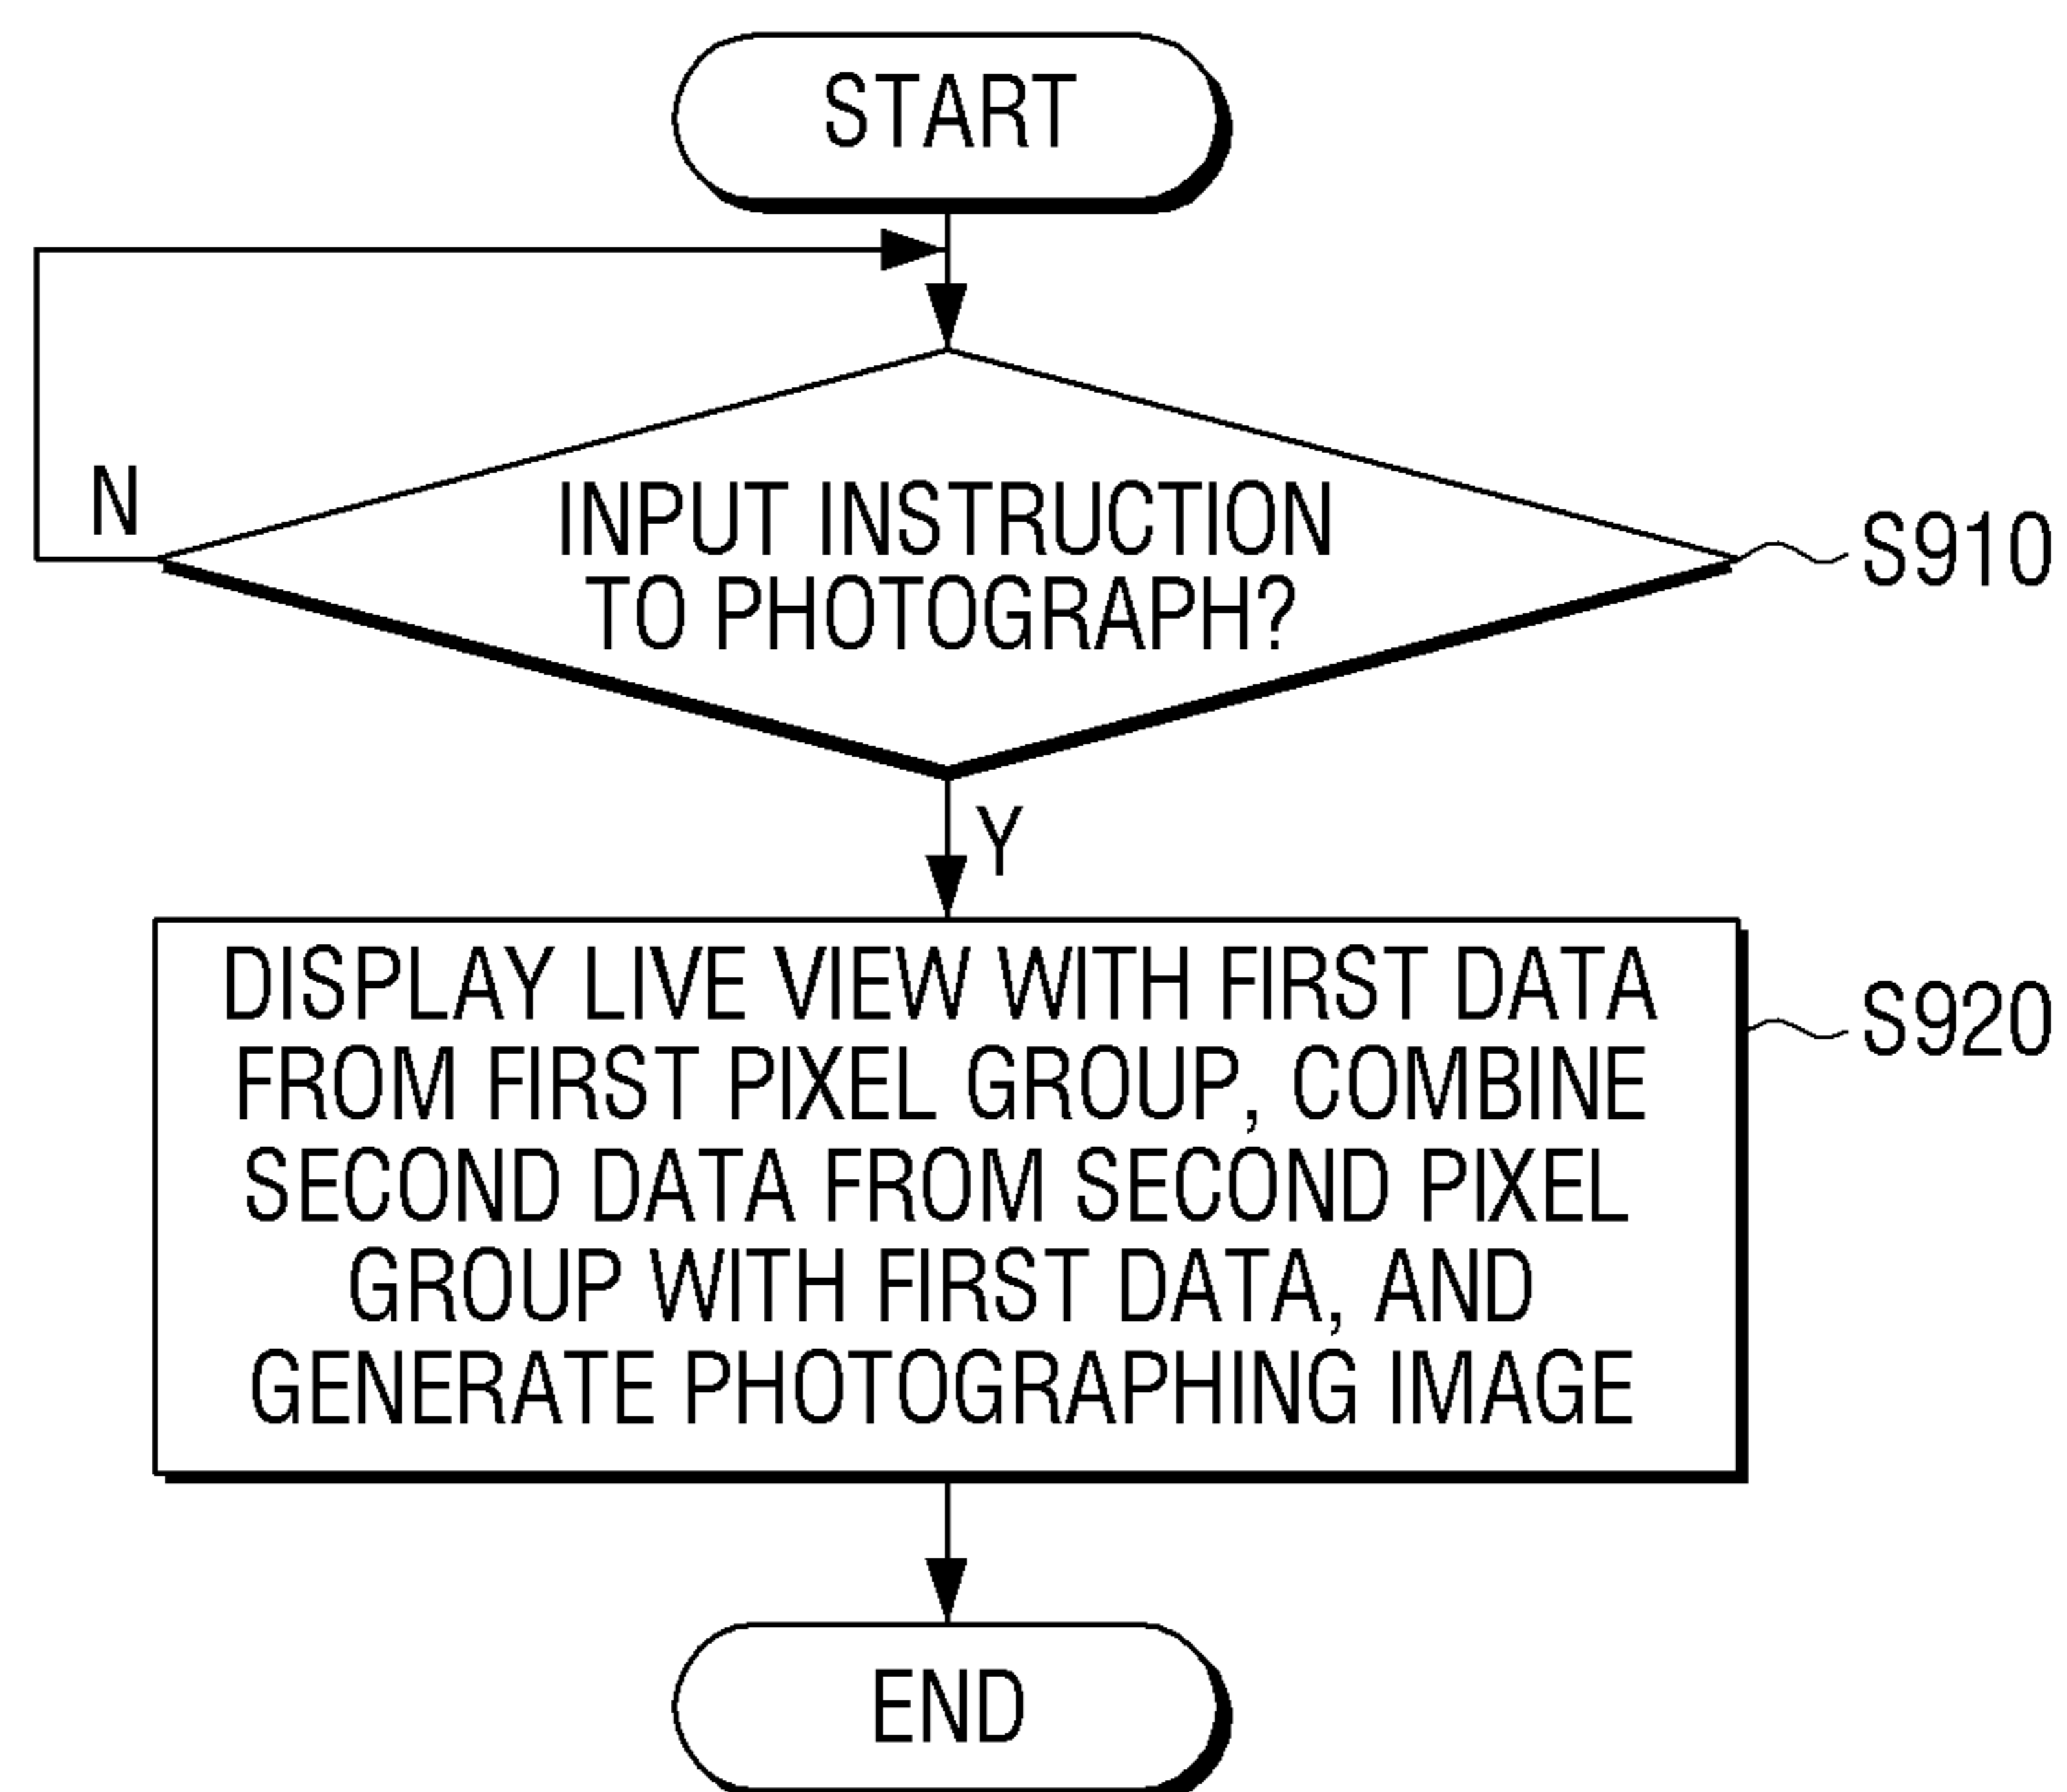 START
N
INPUT INSTRUCTION
TO PHOTOGRAPH?
S910
Y
DISPLAY LIVE VIEW WITH FIRST DATA
FROM FIRST PIXEL GROUP, COMBINE
SECOND DATA FROM SECOND PIXEL
GROUP WITH FIRST DATA, AND
GENERATE PHOTOGRAPHING IMAGE
S920
END